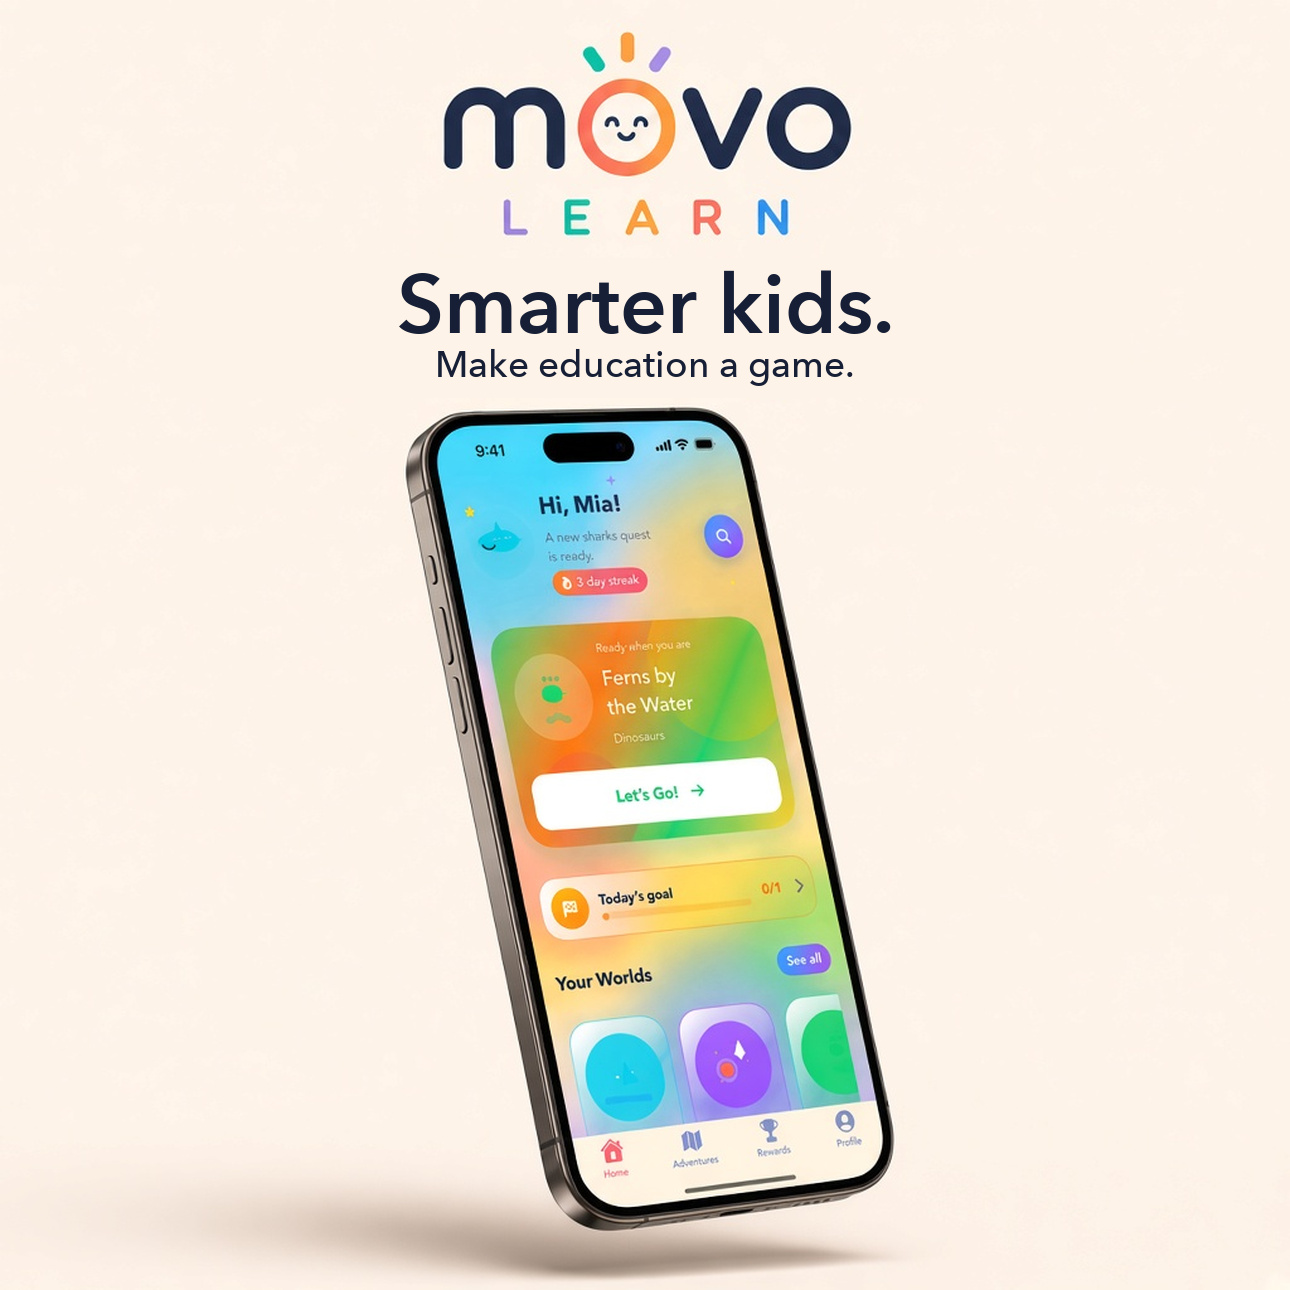 movo
LEARN
Smarter kids.
Make education a game.
9:41
Hi, Mia!
A new sharks quest
is ready.
3 day streak
Ready when you are
Ferns by
the Water
Dinosaurs
Let's Go! →
Today's goal
0/1
Your Worlds
See all
Home
Adventures
Rewards
Profile